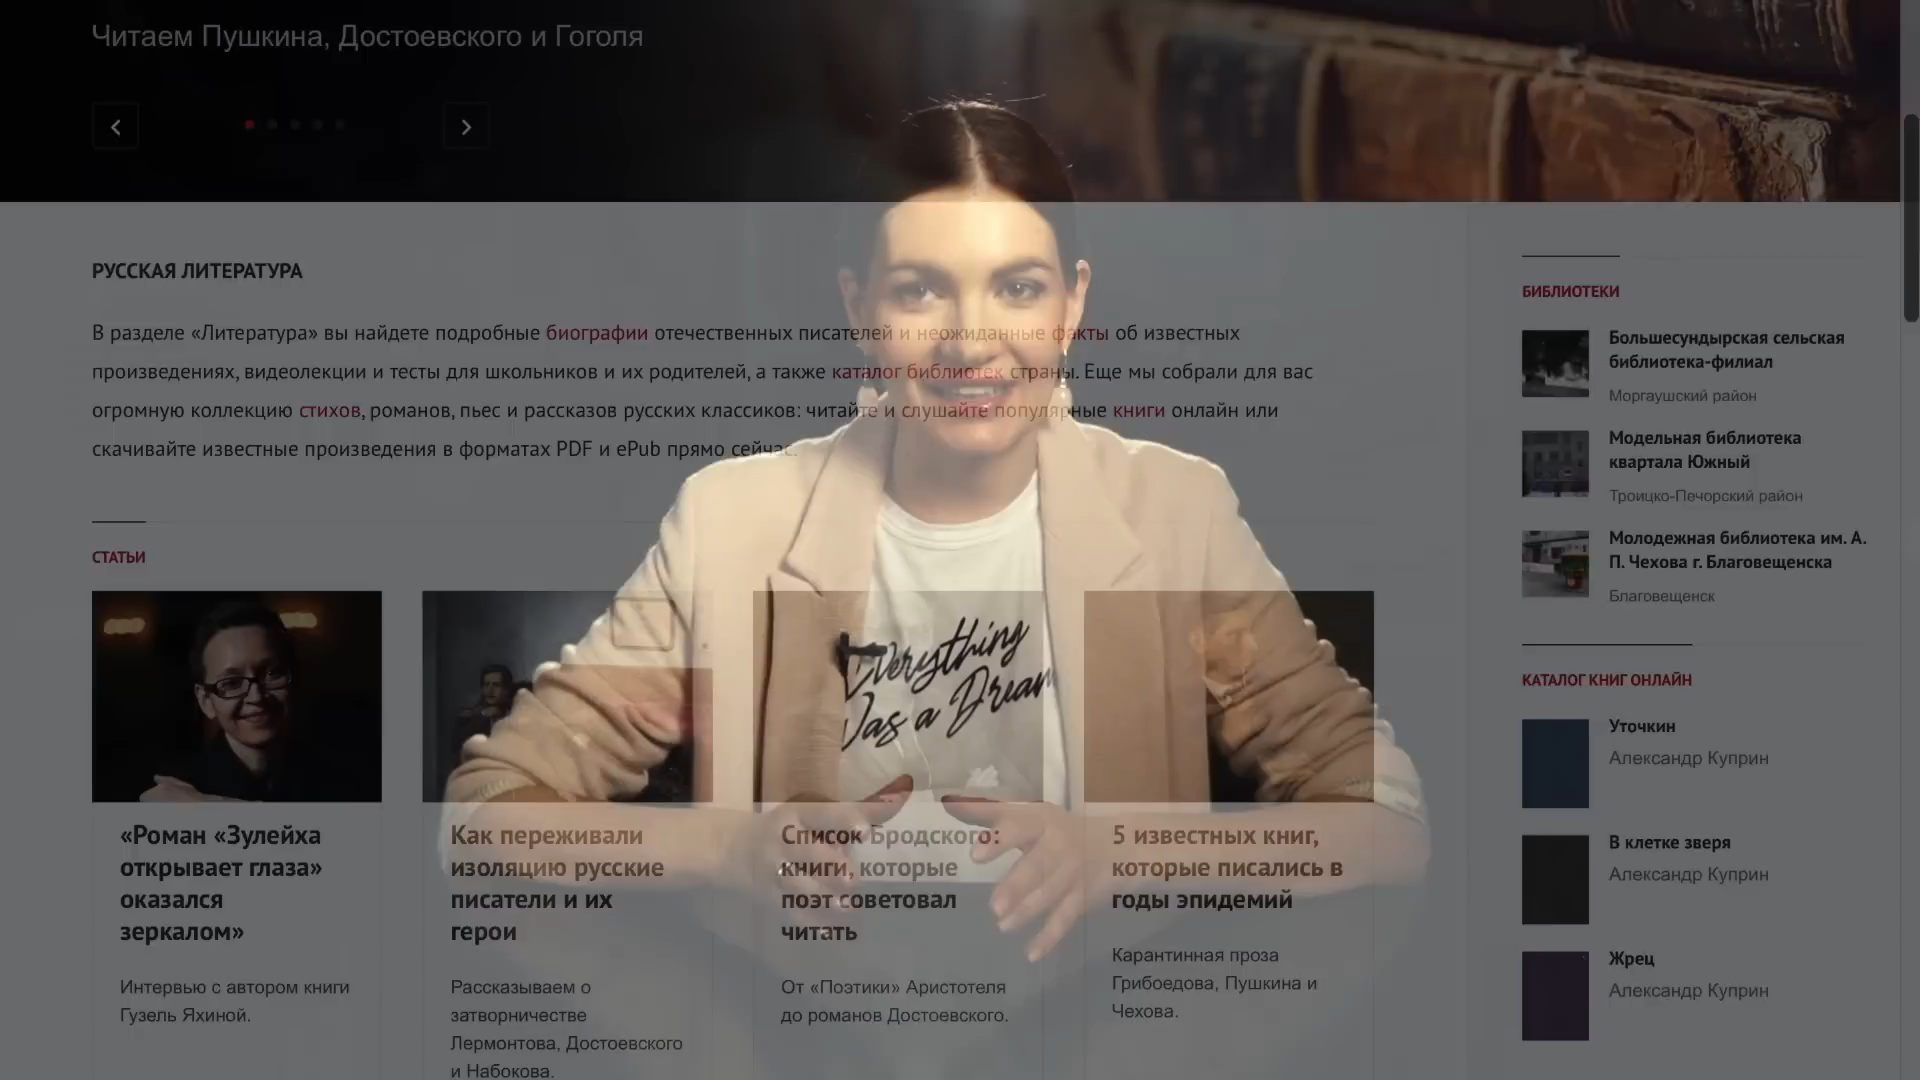 Читаем Пушкина, Достоевского и Гоголя
РУССКАЯ ЛИТЕРАТУРА
В разделе «Литература» вы найдете подробные биографии отечественных писателей и неожиданные факты об известных
произведениях, видеолекции и тесты для школьников и их родителей, а также каталог библиотек страны. Еще мы собрали для вас
огромную коллекцию стихов, романов, пьес и рассказов русских классиков: читайте и слушайте популярные книги онлайн или
скачивайте известные произведения в форматах PDF и ePub прямо сейчас.
СТАТЬИ
Everything
Was a Dream
«Роман «Зулейха
открывает глаза»
оказался
зеркалом»
Интервью с автором книги
Гузель Яхиной.
Как переживали
изоляцию русские
писатели и их
герои
Рассказываем о
затворничестве
Лермонтова, Достоевского
и Набокова.
Список Бродского:
книги, которые
поэт советовал
читать
От «Поэтики» Аристотеля
до романов Достоевского.
5 известных книг,
которые писались в
годы эпидемий
Карантинная проза
Грибоедова, Пушкина и
Чехова.
БИБЛИОТЕКИ
Большесундырская сельская
библиотека-филиал
Моргаушский район
Модельная библиотека
квартала Южный
Троицко-Печорский район
Молодежная библиотека им. А.
П. Чехова г. Благовещенска
Благовещенск
КАТАЛОГ КНИГ ОНЛАЙН
Уточкин
Александр Куприн
В клетке зверя
Александр Куприн
Жрец
Александр Куприн